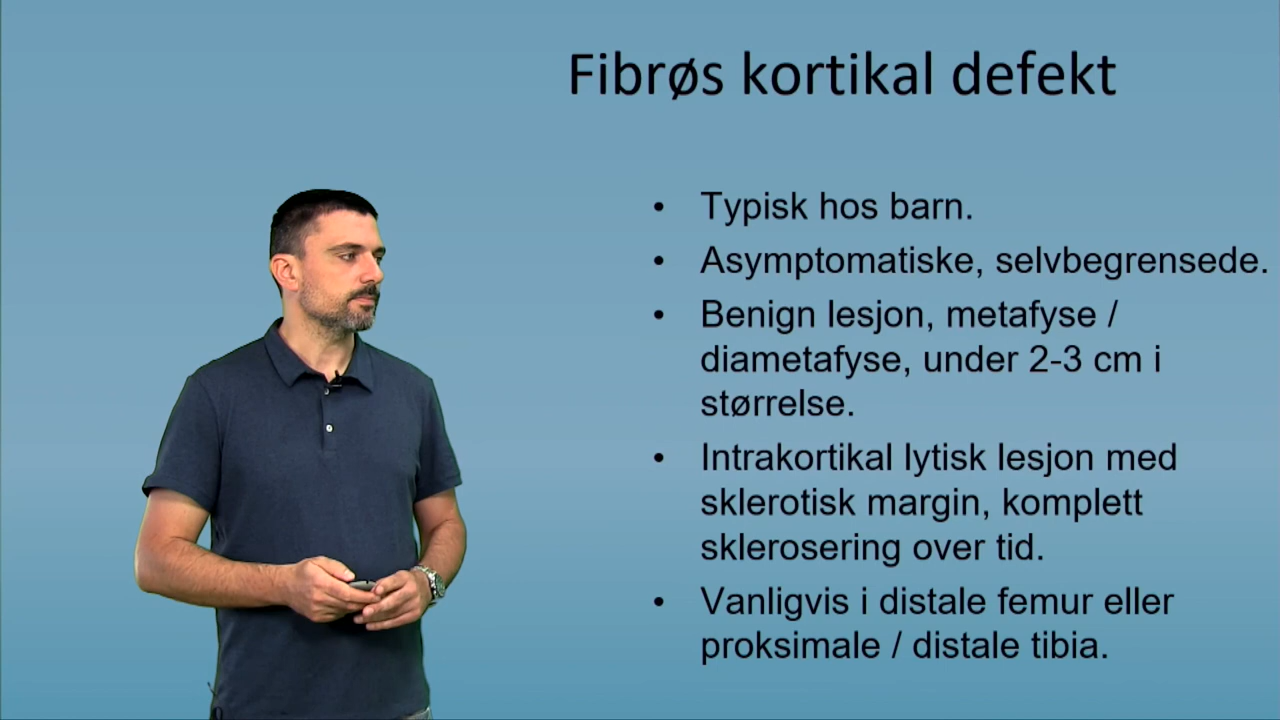 Fibrøs kortikal defekt
• Typisk hos barn.
• Asymptomatiske, selvbegrensede.
• Benign lesjon, metafyse /
diametafyse, under 2-3 cm i
størrelse.
• Intrakortikal lytisk lesjon med
sklerotisk margin, komplett
sklerosering over tid.
• Vanligvis i distale femur eller
proksimale / distale tibia.